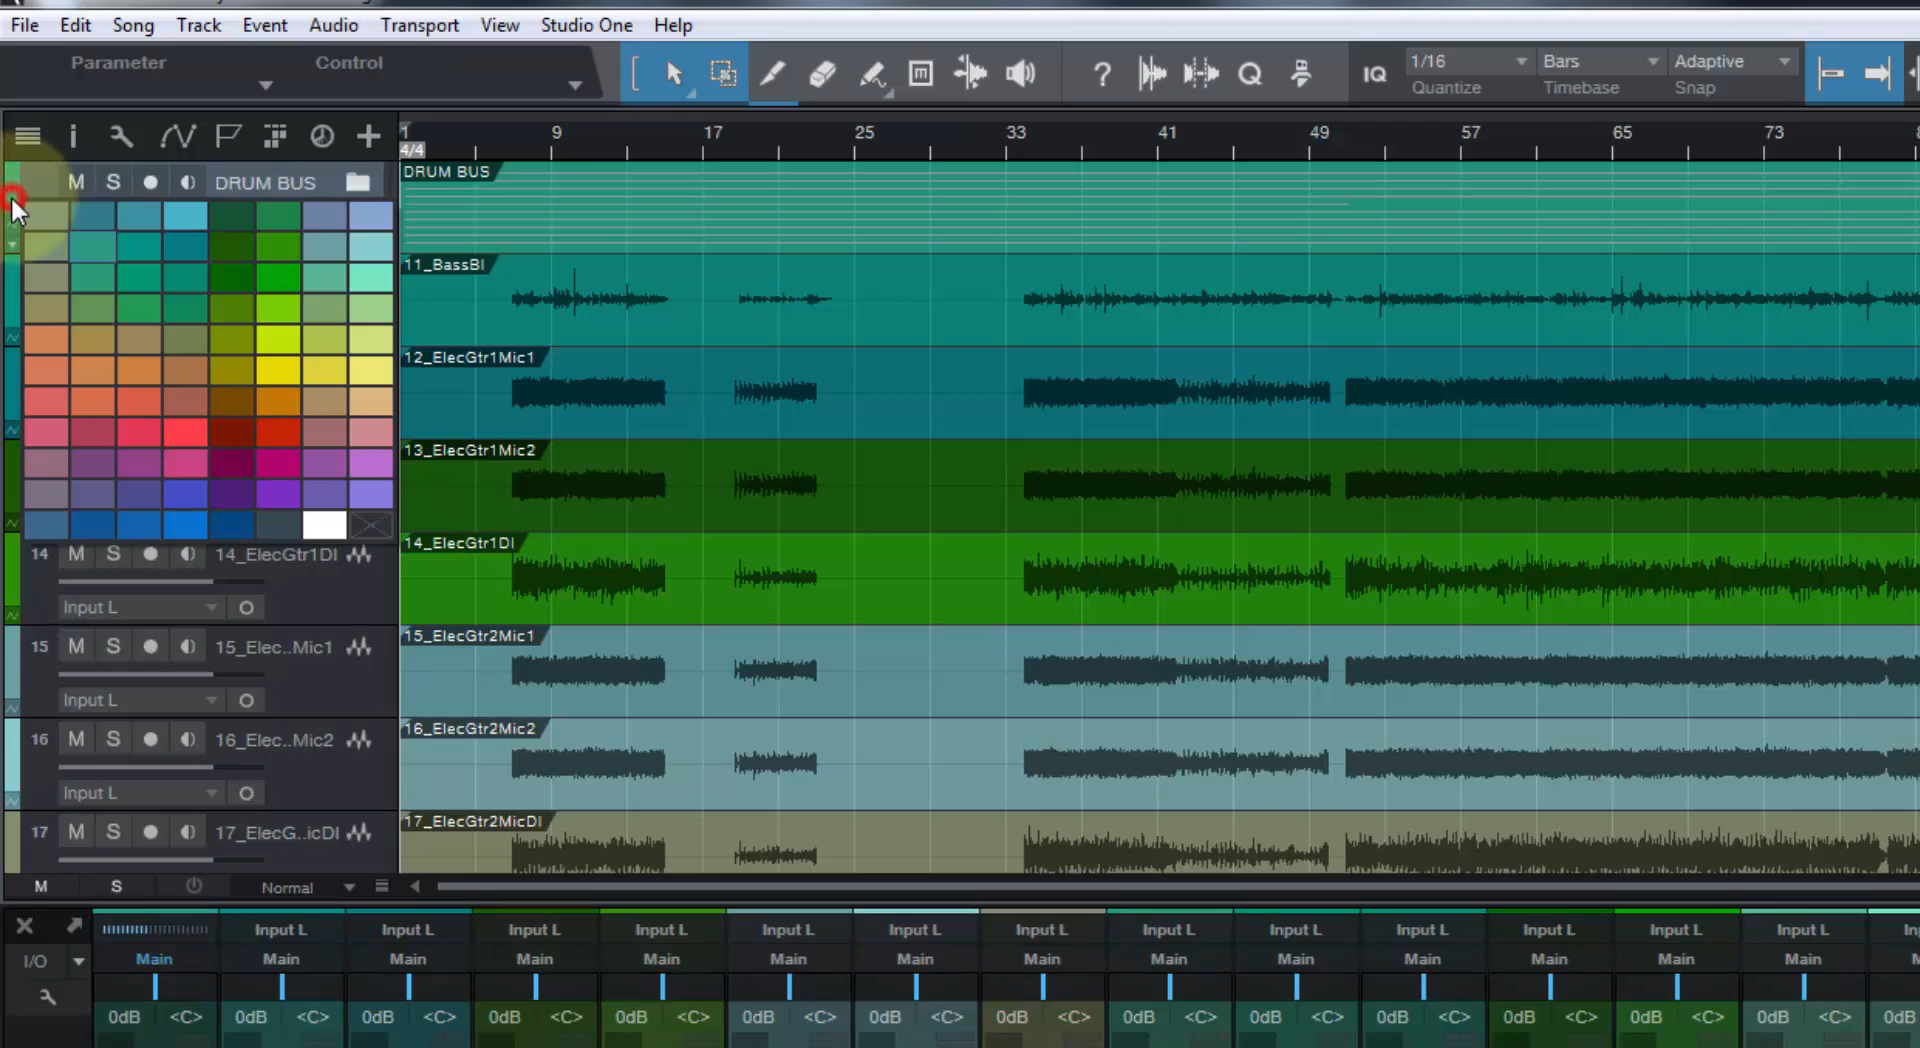 File Edit Song Track Event Audio Transport View Studio One Help
Parameter Control
1/16 Bars Adaptive
IQ Quantize Timebase Snap
1 9 17 25 33 41 49 57 65 73
4/4
M S DRUM BUS
DRUM BUS
11_BassBI
12_ElecGtr1Mic1
13_ElecGtr1Mic2
14_ElecGtr1DI
14 M S 14_ElecGtr1DI
Input L
15_ElecGtr2Mic1
15 M S 15_Elec..Mic1
Input L
16_ElecGtr2Mic2
16 M S 16_Elec..Mic2
Input L
17_ElecGtr2MicDI
17 M S 17_ElecG..icDI
M S Normal
Input L Input L Input L Input L Input L Input L Input L Input L Input L Input L Input L Input L Input L
I/O Main Main Main Main Main Main Main Main Main Main Main Main Main Main
0dB <C> 0dB <C> 0dB <C> 0dB <C> 0dB <C> 0dB <C> 0dB <C> 0dB <C> 0dB <C> 0dB <C> 0dB <C> 0dB <C> 0dB <C> 0dB <C> 0dB